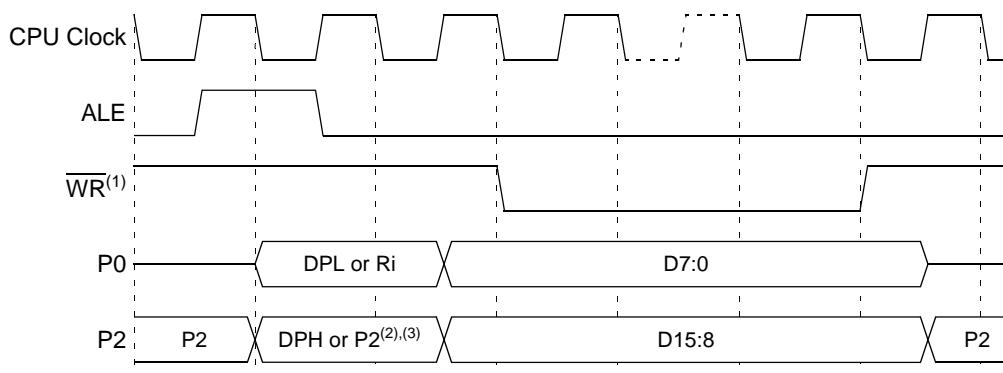 CPU Clock
ALE
WR(1)
P0 DPL or Ri D7:0
P2 P2 DPH or P2(2),(3) D15:8 P2